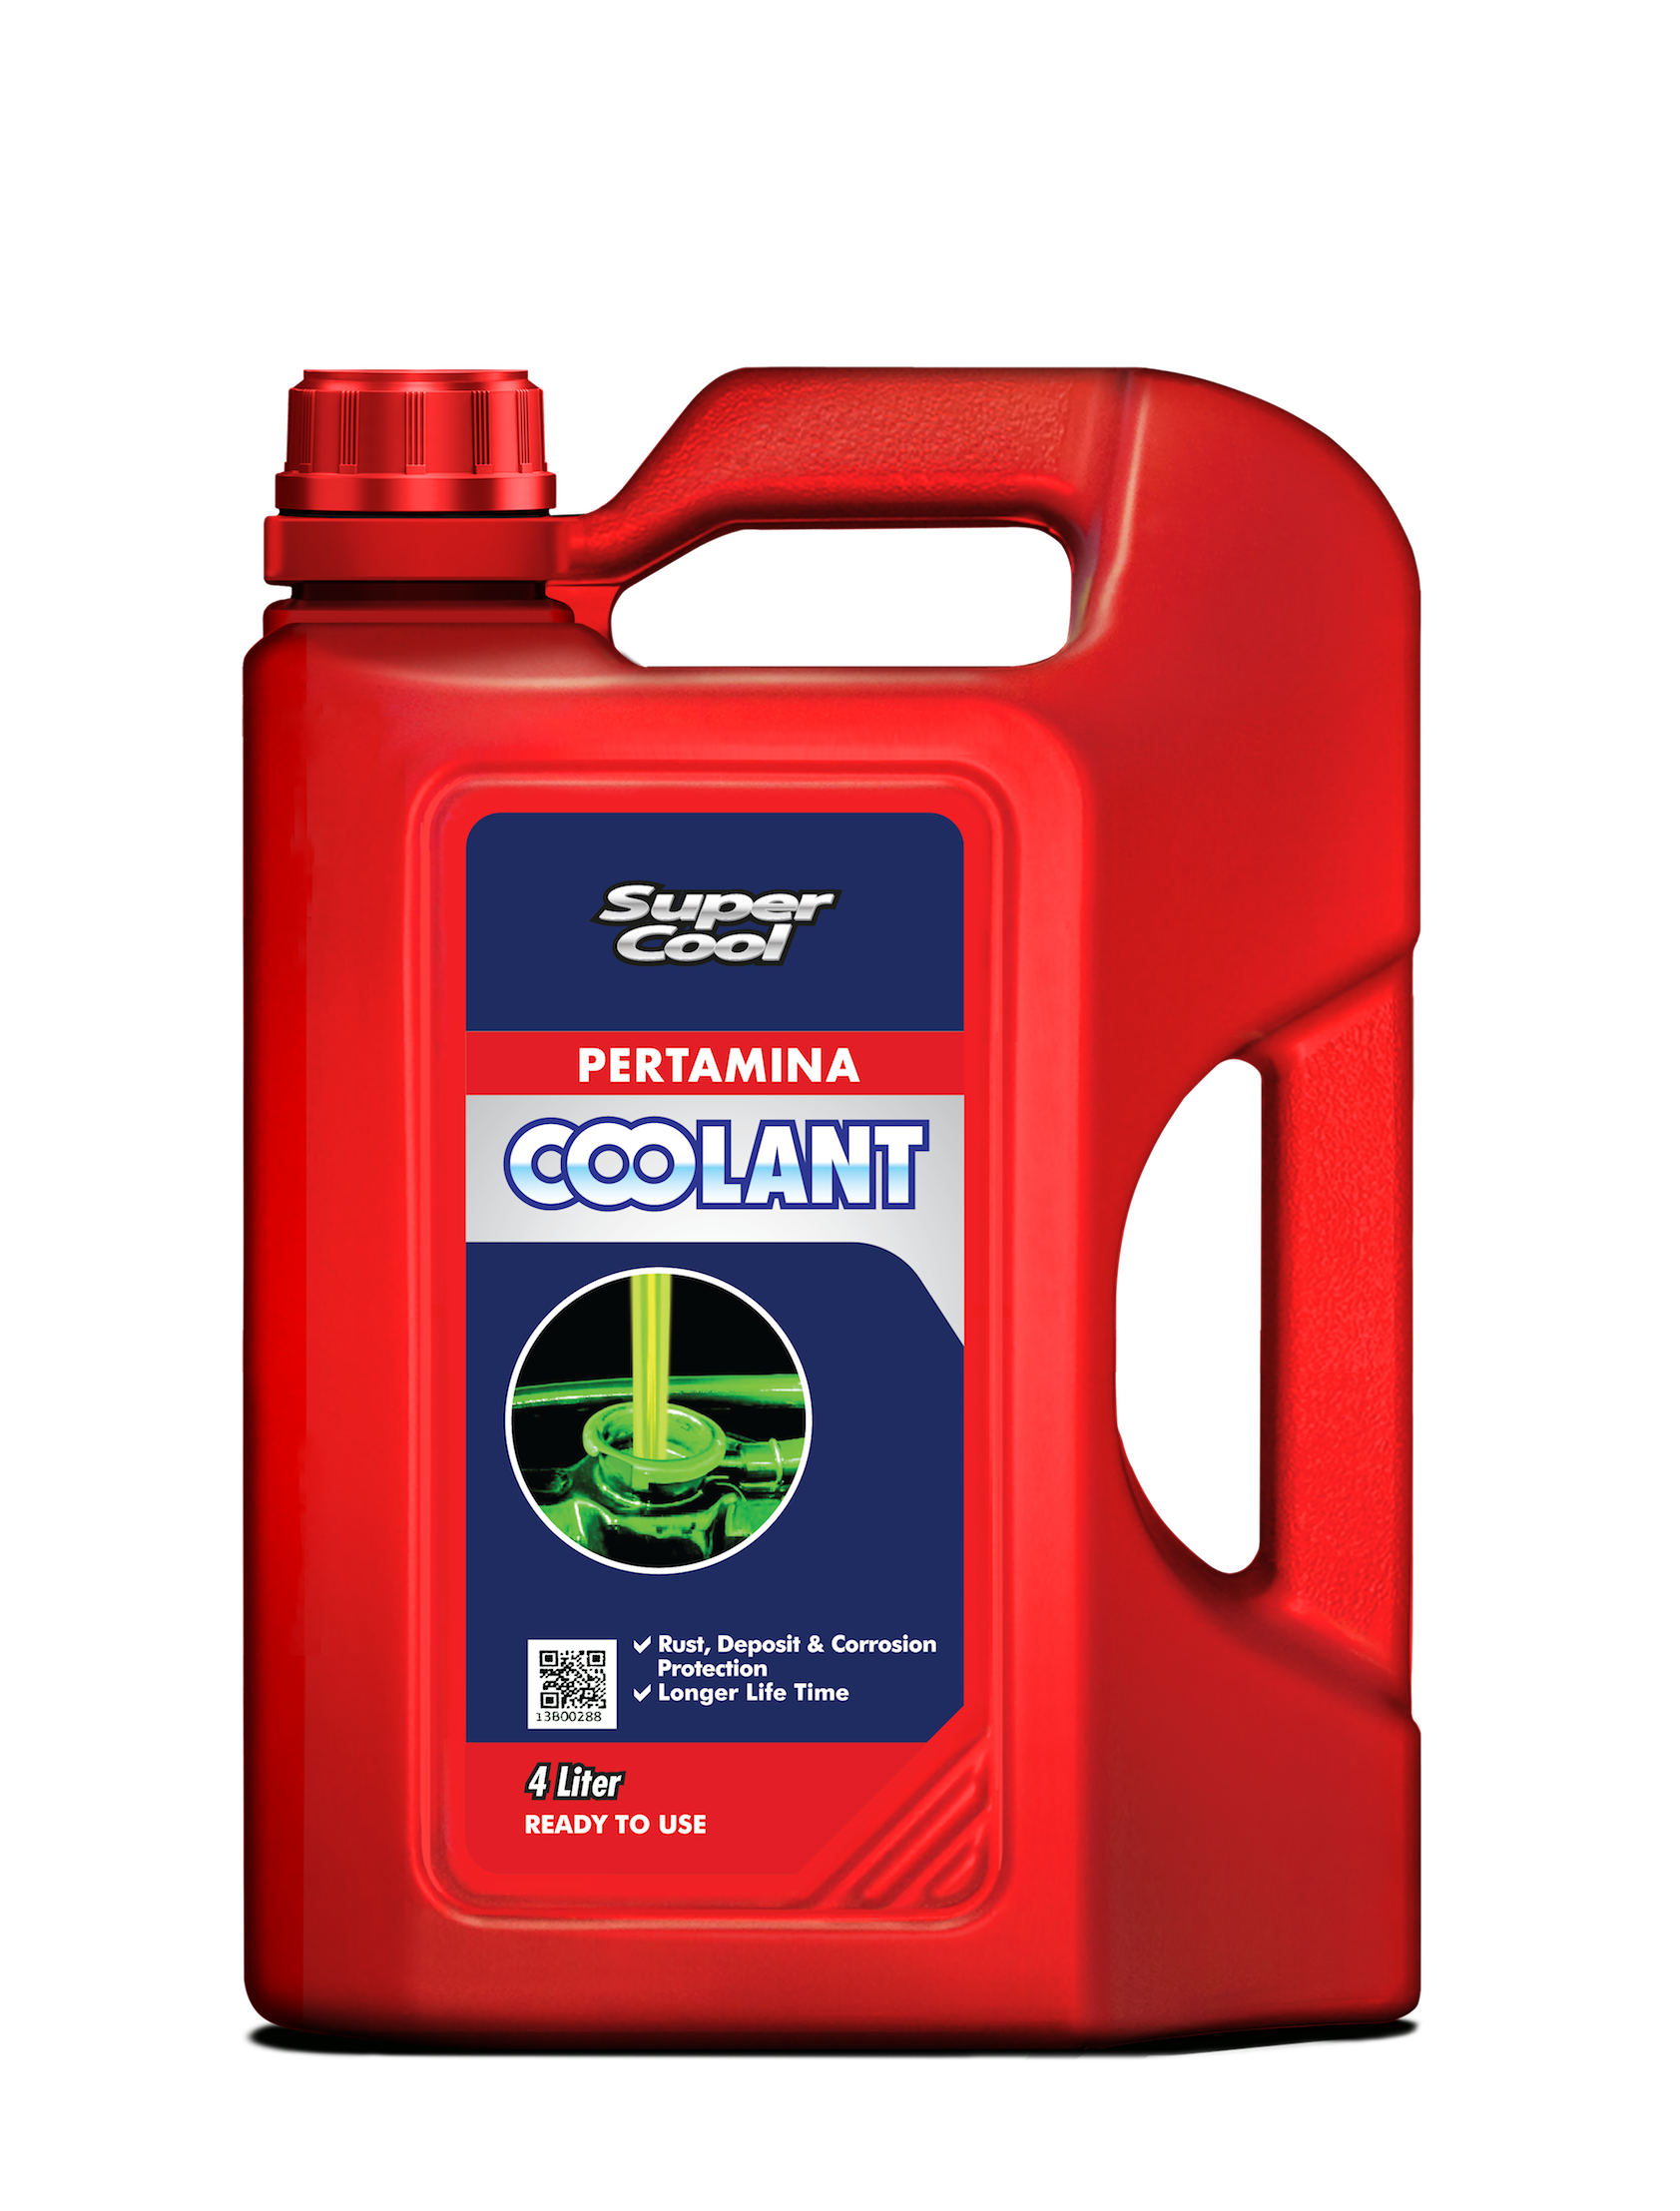 Super
Cool
PERTAMINA
COOLANT
Rust, Deposit & Corrosion
Protection
Longer Life Time
13B00288
4 Liter
READY TO USE